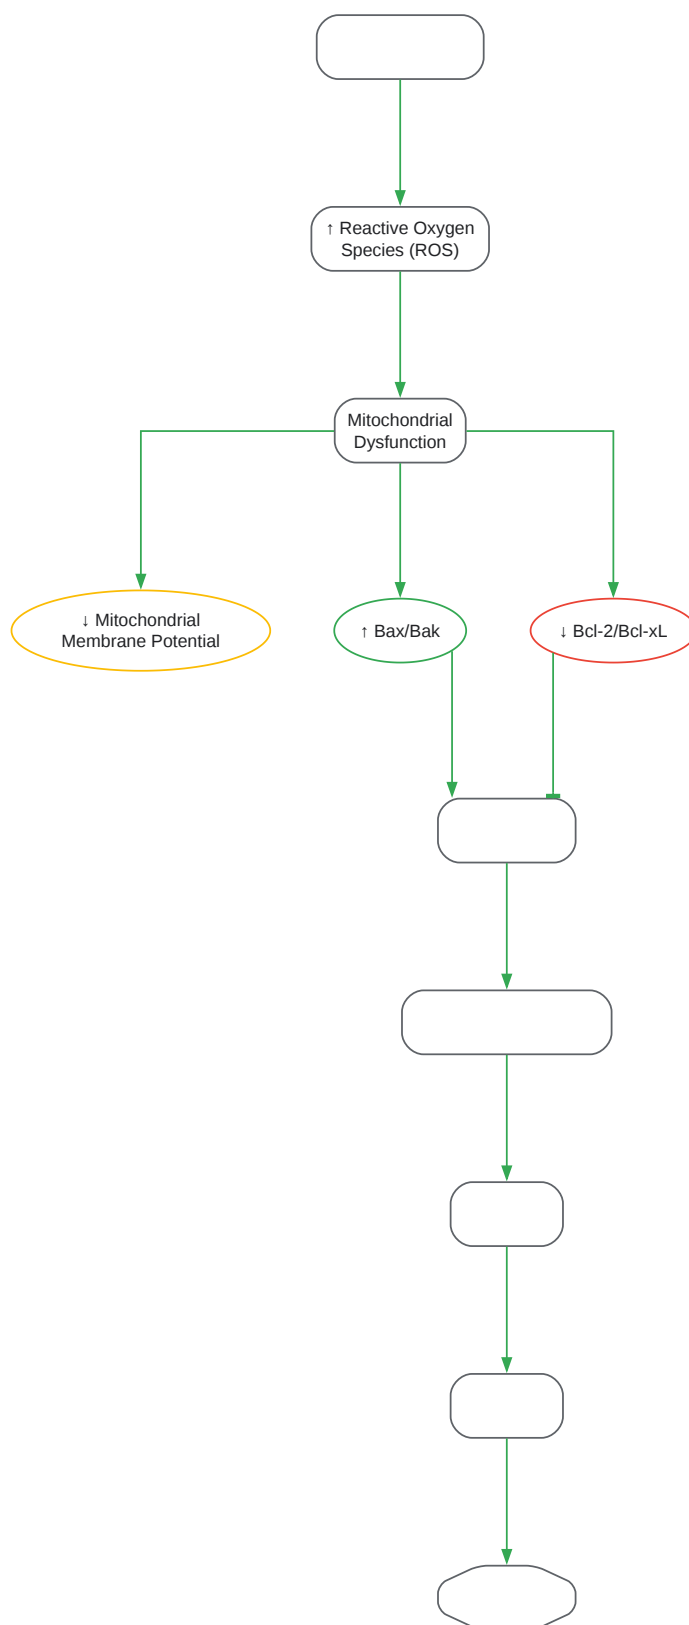 ↑ Reactive Oxygen
Species (ROS)
Mitochondrial
Dysfunction
↓ Mitochondrial
Membrane Potential
↑ Bax/Bak
↓ Bcl-2/Bcl-xL